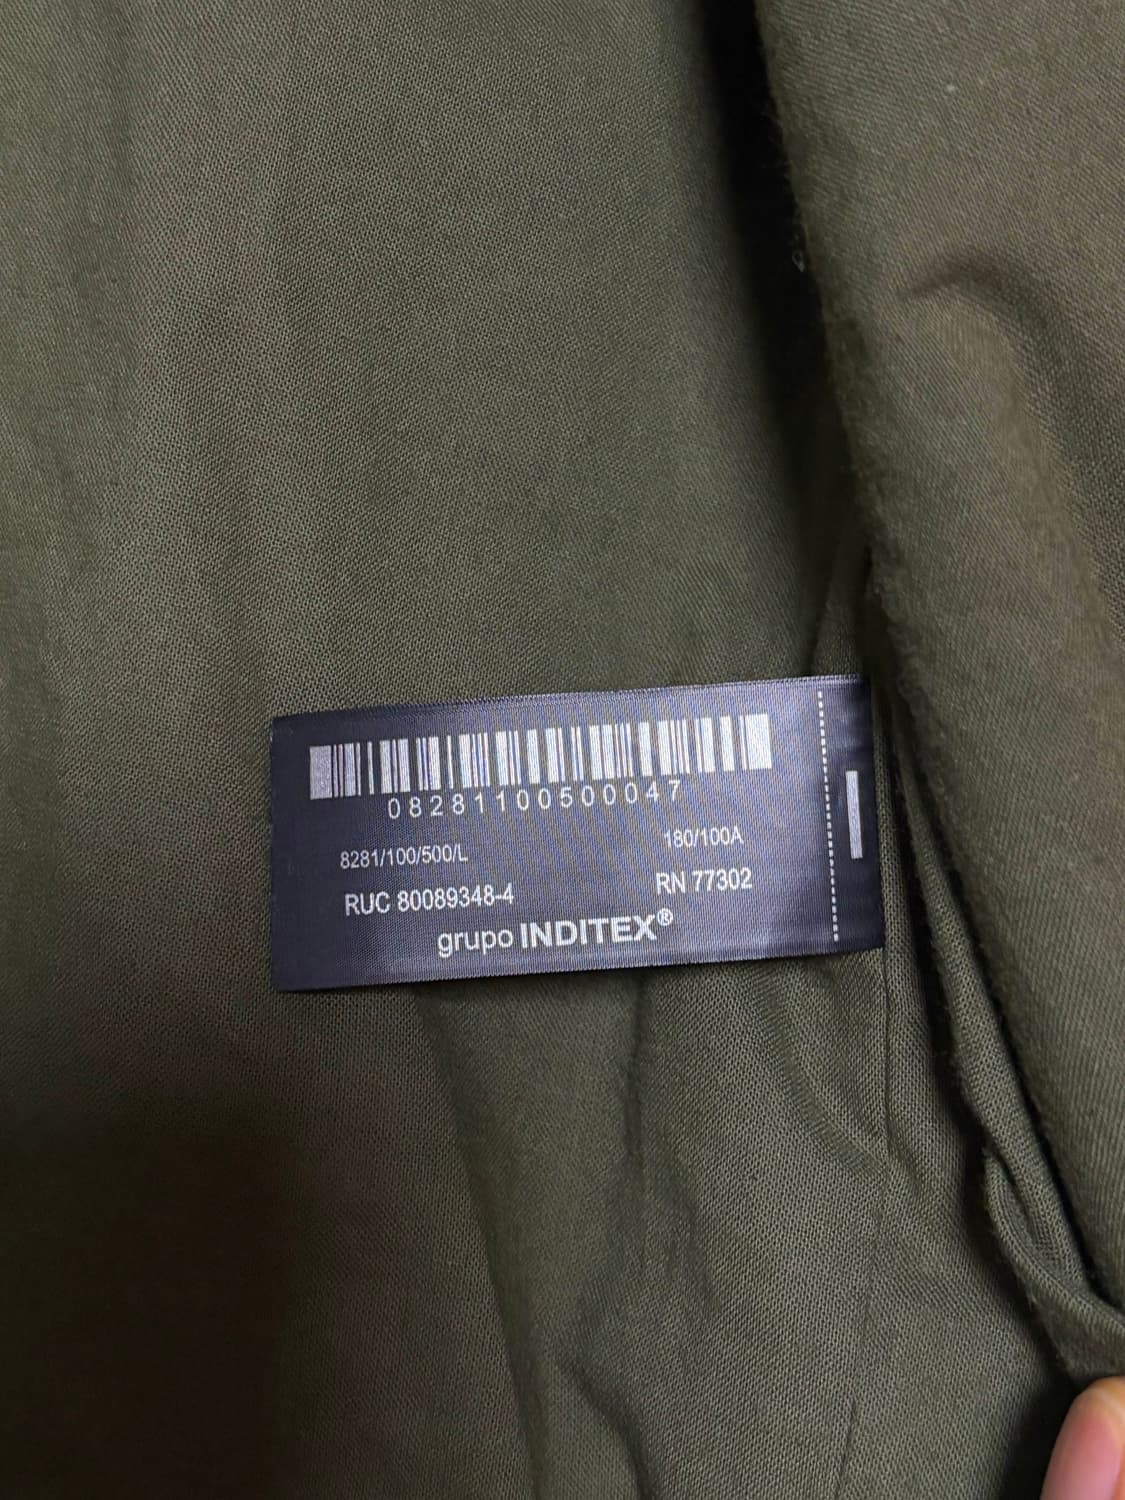 08281100500047
8281/100/500/L 180/100A
RUC 80089348-4 RN 77302
grupo INDITEX®